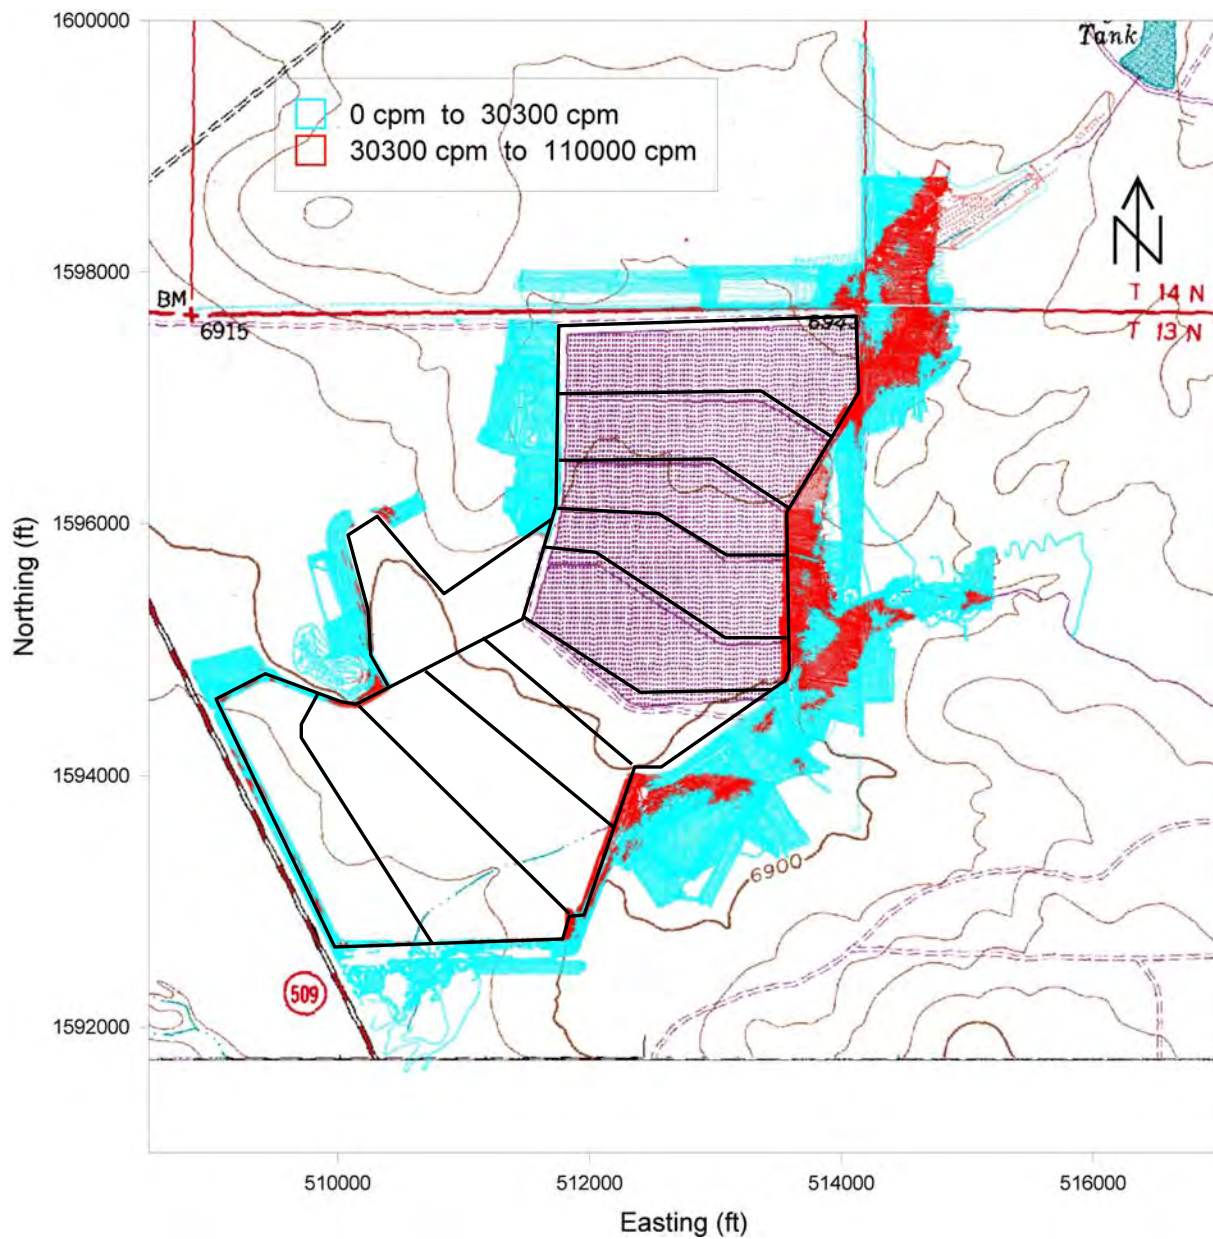 1600000
Tank
0 cpm to 30300 cpm
30300 cpm to 110000 cpm
1598000
BM
T 14 N
6915
T 13 N
1596000
Northing (ft)
1594000
6900
509
1592000
510000
512000
514000
516000
Easting (ft)